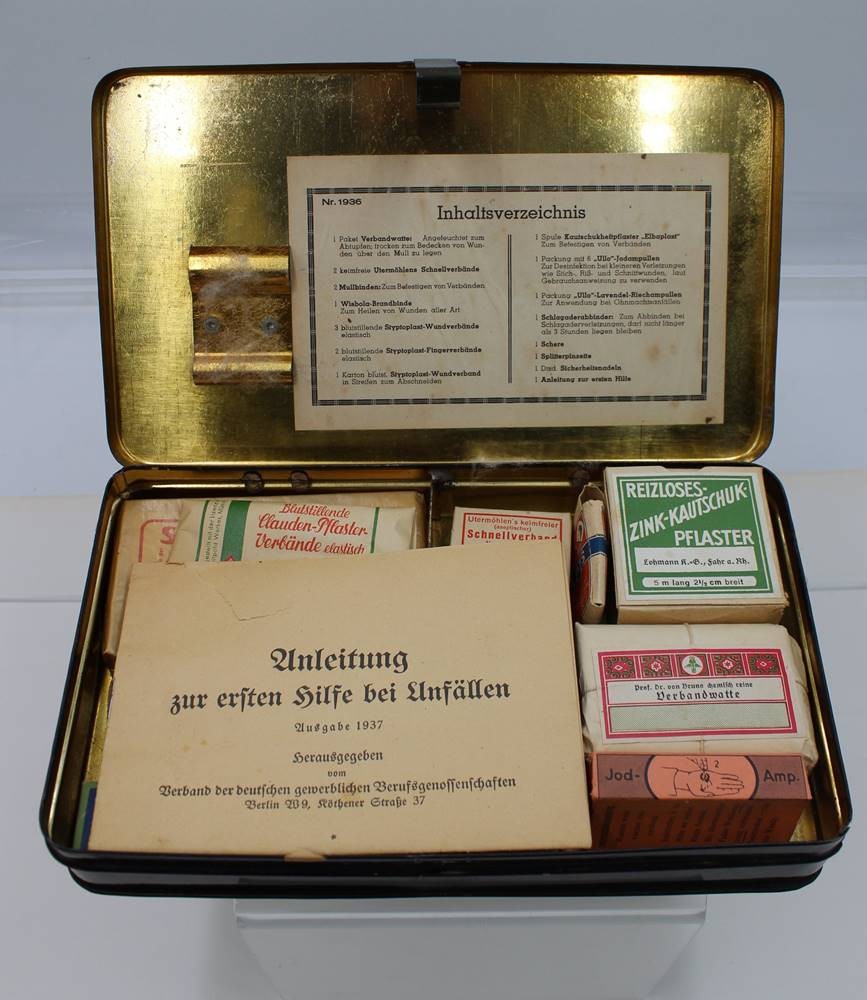 Nr. 1936
Inhaltsverzeichnis
1 Paket Verbandwatte: Angefeuchtet zum
Abtupfen; trocken zum Bedecken von Wun-
den über den Mull zu legen
2 keimfreie Utermöhlens Schnellverbände
2 Mullbinden: Zum Befestigen von Verbänden
1 Wisbola-Brandbinde
Zum Heilen von Wunden aller Art
3 blutstillende Styptoplast-Wundverbände
elastisch
2 blutstillende Styptoplast-Fingerverbände
elastisch
1 Karton blutst. Styptoplast-Wundverband
in Streifen zum Abschneiden
1 Spule Kautschukheftpflaster „Elbaplast“
Zum Befestigen von Verbänden
1 Packung mit 6 „Ullo“-Jodampullen
Zur Desinfektion bei kleineren Verletzungen
wie Stich-, Riß- und Schnittwunden, laut
Gebrauchsanweisung zu verwenden
1 Packung „Ullo“-Lavendel-Riechampullen
Zur Anwendung bei Ohnmachtsanfällen
1 Schlagaderabbinder: Zum Abbinden bei
Schlagaderverletzungen, darf nicht länger
als 3 Stunden liegen bleiben
1 Schere
1 Splitterpinzette
1 Dtzd. Sicherheitsnadeln
1 Anleitung zur ersten Hilfe
Blutstillende
Clauden-Pflaster-
Verbände elastisch
Utermöhlen's keimfreier
(aseptischer)
Schnellverband
REIZLOSES-
ZINK-KAUTSCHUK-
PFLASTER
Lohmann K.-G., Fahr a. Rh.
5 m lang 2½ cm breit
Prof. Dr. von Bruns chemisch reine
Verbandwatte
Jod- 2 Amp.
Anleitung
zur ersten Hilfe bei Unfällen
Ausgabe 1937
Herausgegeben
vom
Verband der deutschen gewerblichen Berufsgenossenschaften
Berlin W9, Köthener Straße 37